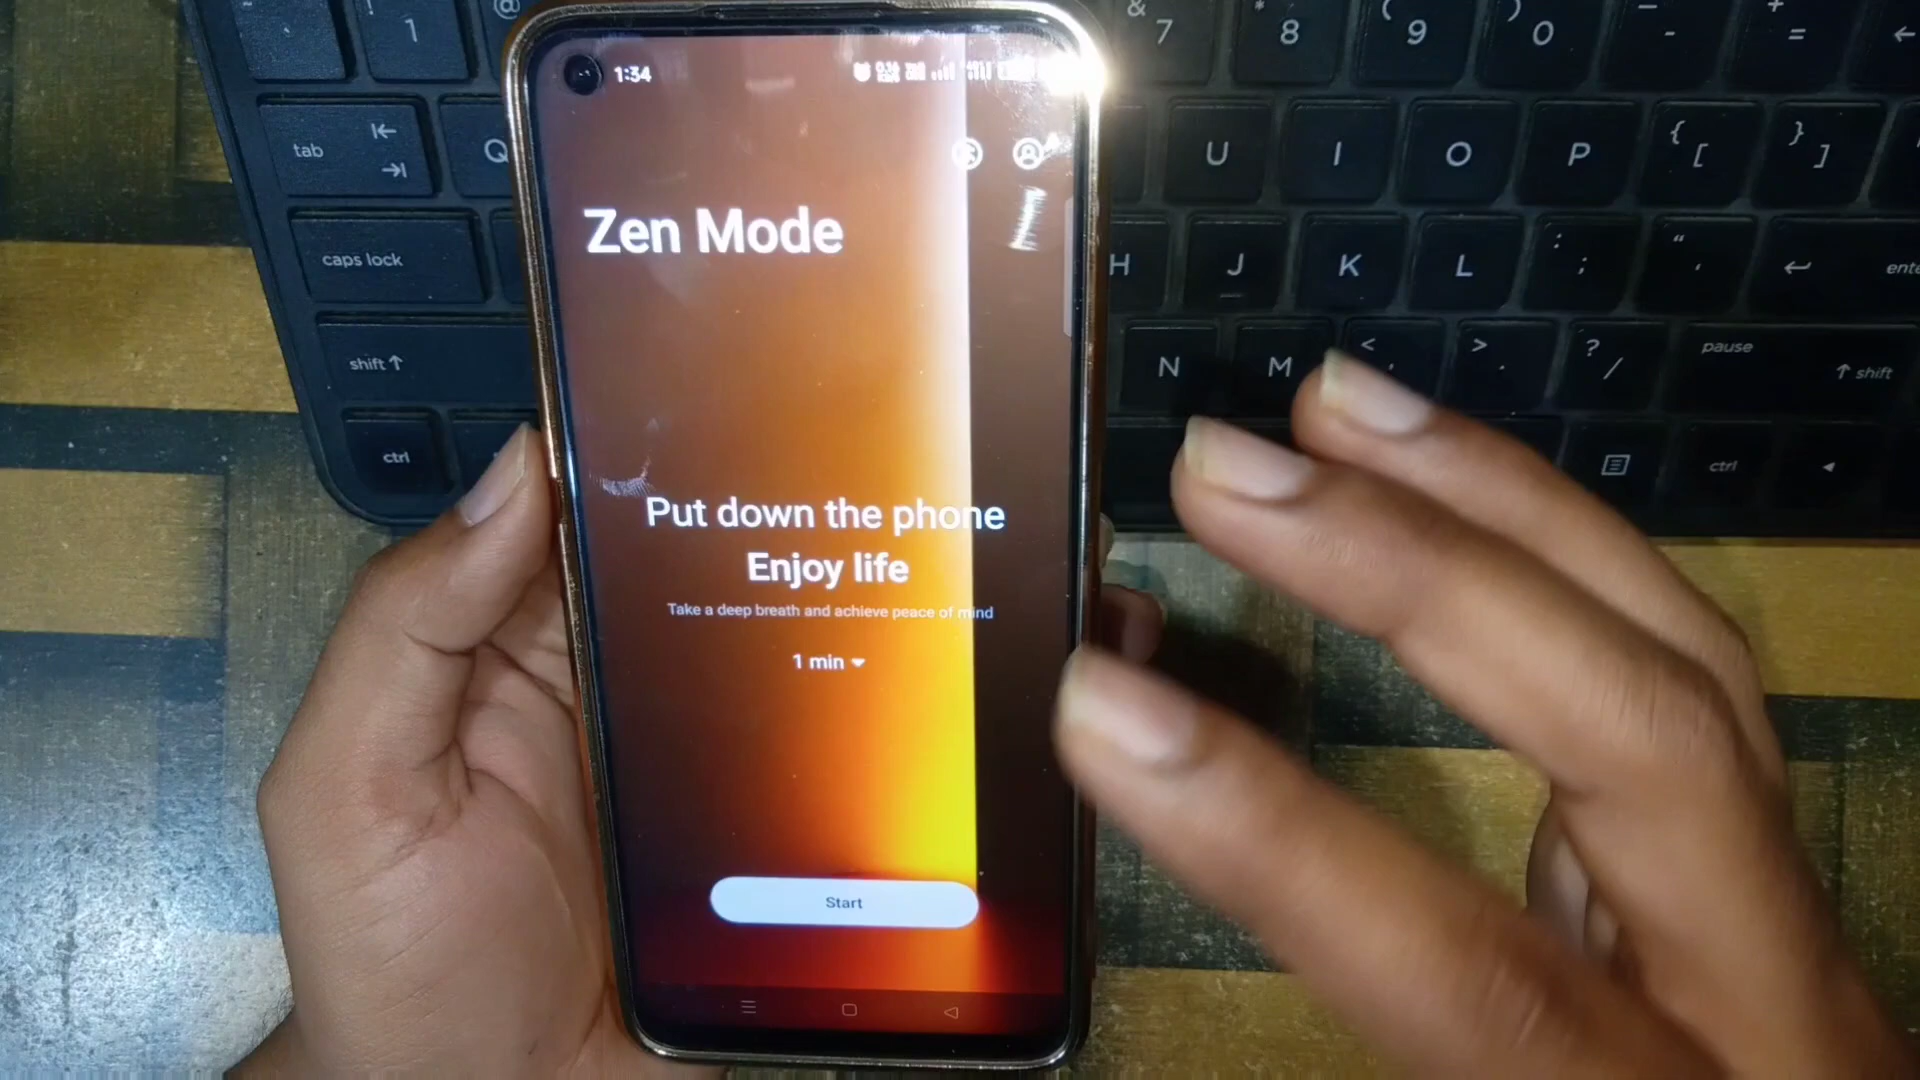 1:34
Zen Mode
Put down the phone
Enjoy life
Take a deep breath and achieve peace of mind
1 min
Start
~ ` ! 1 @
& 7 * 8 ( 9 ) 0 _ - + =
tab Q
U I O P { [ } ]
caps lock
H J K L : ; " '
enter
shift
N M < , > . ? / pause shift
ctrl
ctrl